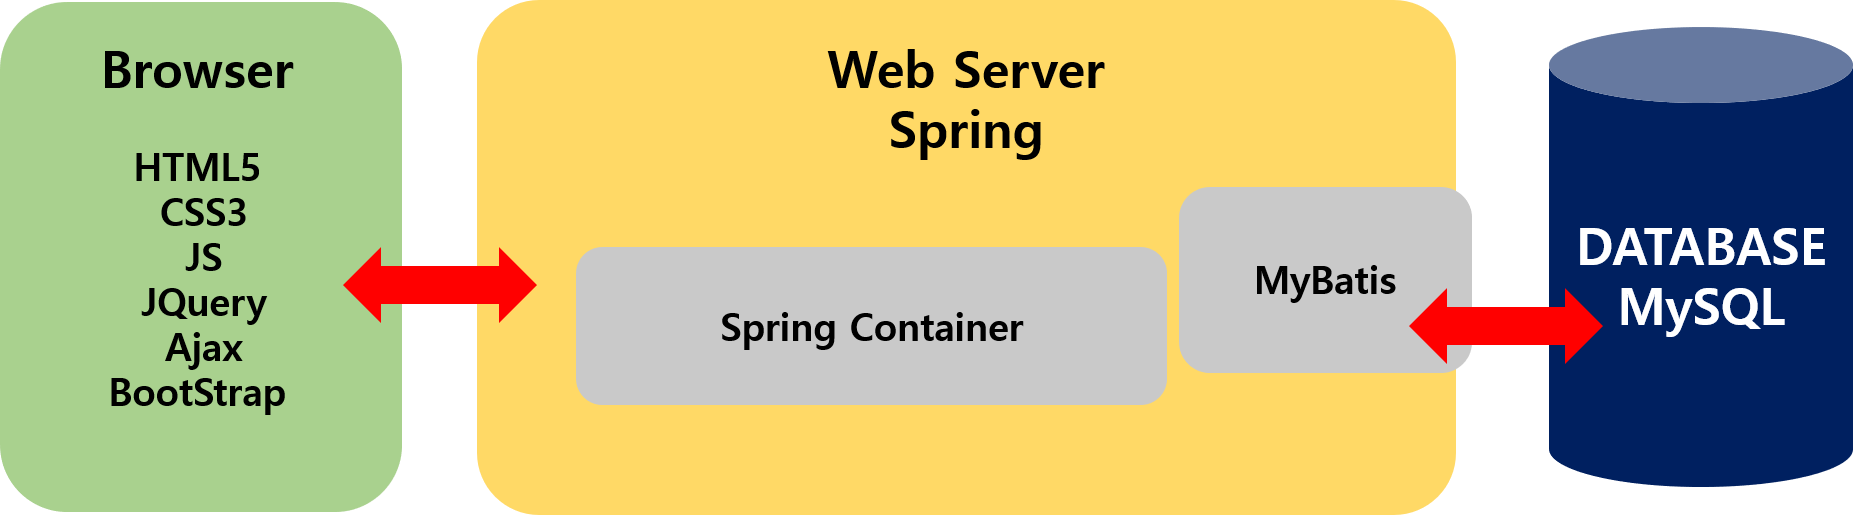 Browser
HTML5
CSS3
JS
JQuery
Ajax
BootStrap
Web Server
Spring
Spring Container
MyBatis
DATABASE
MySQL